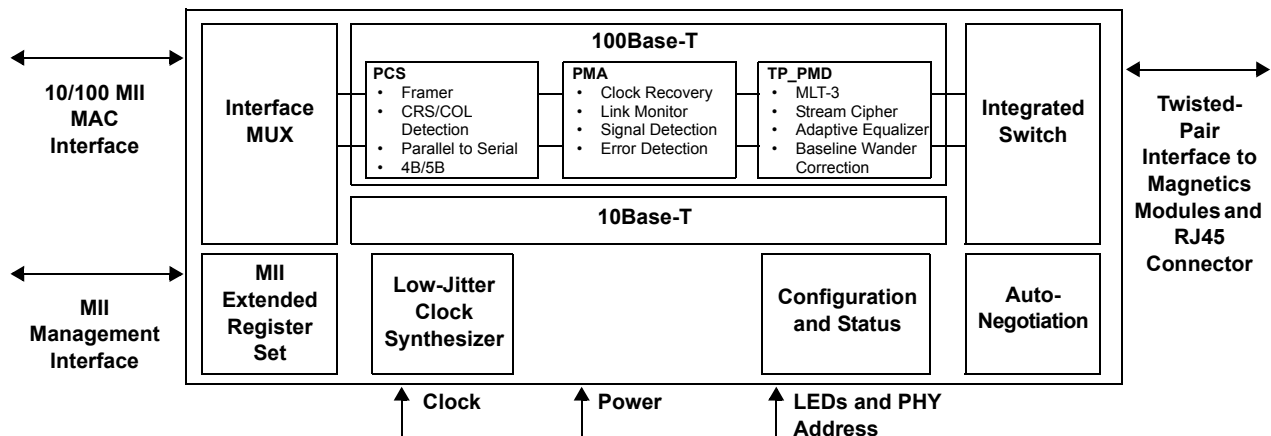 100Base-T
10/100 MII
MAC
Interface
Interface
MUX
PCS
• Framer
• CRS/COL
Detection
• Parallel to Serial
• 4B/5B
PMA
• Clock Recovery
• Link Monitor
• Signal Detection
• Error Detection
TP_PMD
• MLT-3
• Stream Cipher
• Adaptive Equalizer
• Baseline Wander
Correction
Integrated
Switch
Twisted-
Pair
Interface to
Magnetics
Modules and
RJ45
Connector
10Base-T
MII
Management
Interface
MII
Extended
Register
Set
Low-Jitter
Clock
Synthesizer
Configuration
and Status
Auto-
Negotiation
Clock
Power
LEDs and PHY
Address